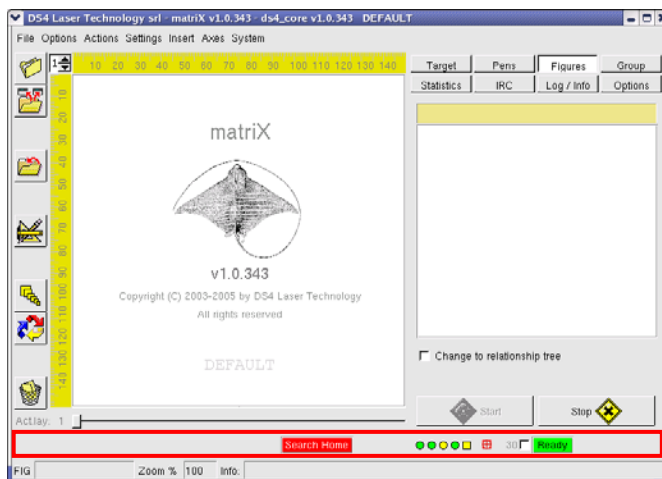 DS4 Laser Technology srl - matriX v1.0.343 - ds4_core v1.0.343 DEFAULT
File Options Actions Settings Insert Axes System
1 10 20 30 40 50 60 70 80 90 100 110 120 130 140
10 20 30 40 50 60 70 80 90 100 110 120 130 140
matriX
v1.0.343
Copyright (C) 2003-2005 by DS4 Laser Technology
All rights reserved
DEFAULT
Target Pens Figures Group
Statistics IRC Log / Info Options
Change to relationship tree
Start Stop
Act.lay: 1
Search Home 30 Ready
FIG Zoom % 100 Info: